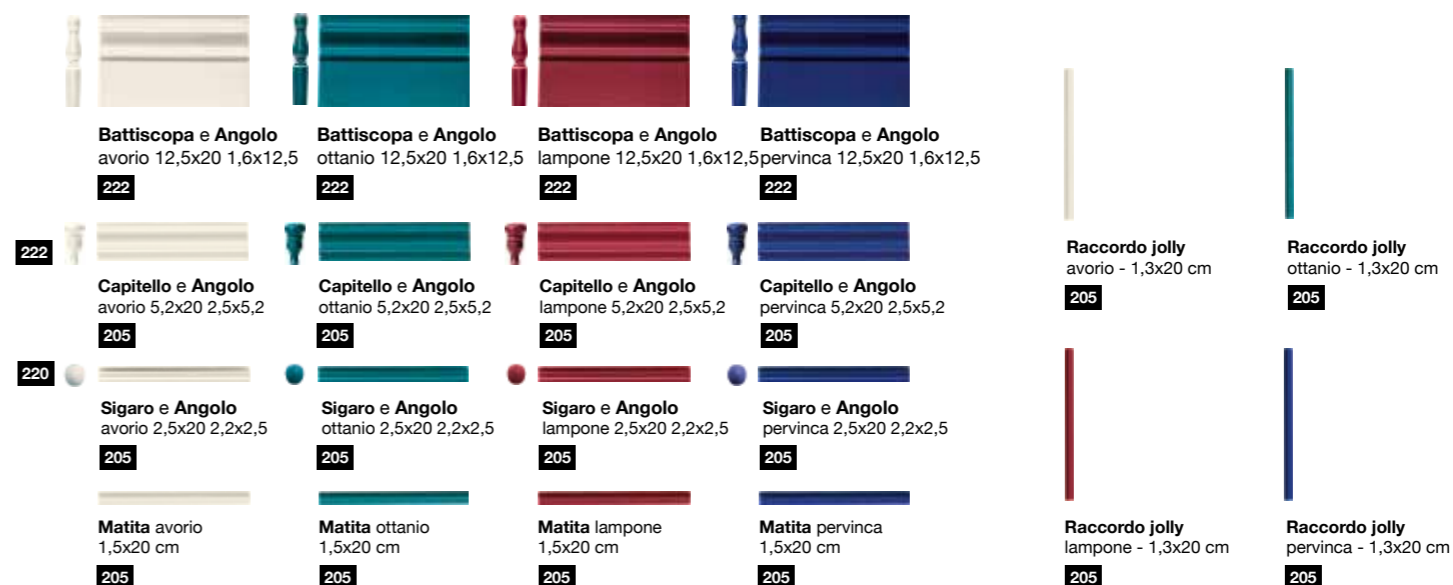 Battiscopa e Angolo
avorio 12,5x20 1,6x12,5
222
Battiscopa e Angolo
ottanio 12,5x20 1,6x12,5
222
Battiscopa e Angolo
lampone 12,5x20 1,6x12,5
222
Battiscopa e Angolo
pervinca 12,5x20 1,6x12,5
222
222
Capitello e Angolo
avorio 5,2x20 2,5x5,2
205
Capitello e Angolo
ottanio 5,2x20 2,5x5,2
205
Capitello e Angolo
lampone 5,2x20 2,5x5,2
205
Capitello e Angolo
pervinca 5,2x20 2,5x5,2
205
220
Sigaro e Angolo
avorio 2,5x20 2,2x2,5
205
Sigaro e Angolo
ottanio 2,5x20 2,2x2,5
205
Sigaro e Angolo
lampone 2,5x20 2,2x2,5
205
Sigaro e Angolo
pervinca 2,5x20 2,2x2,5
205
Matita avorio
1,5x20 cm
205
Matita ottanio
1,5x20 cm
205
Matita lampone
1,5x20 cm
205
Matita pervinca
1,5x20 cm
205
Raccordo jolly
avorio - 1,3x20 cm
205
Raccordo jolly
ottanio - 1,3x20 cm
205
Raccordo jolly
lampone - 1,3x20 cm
205
Raccordo jolly
pervinca - 1,3x20 cm
205